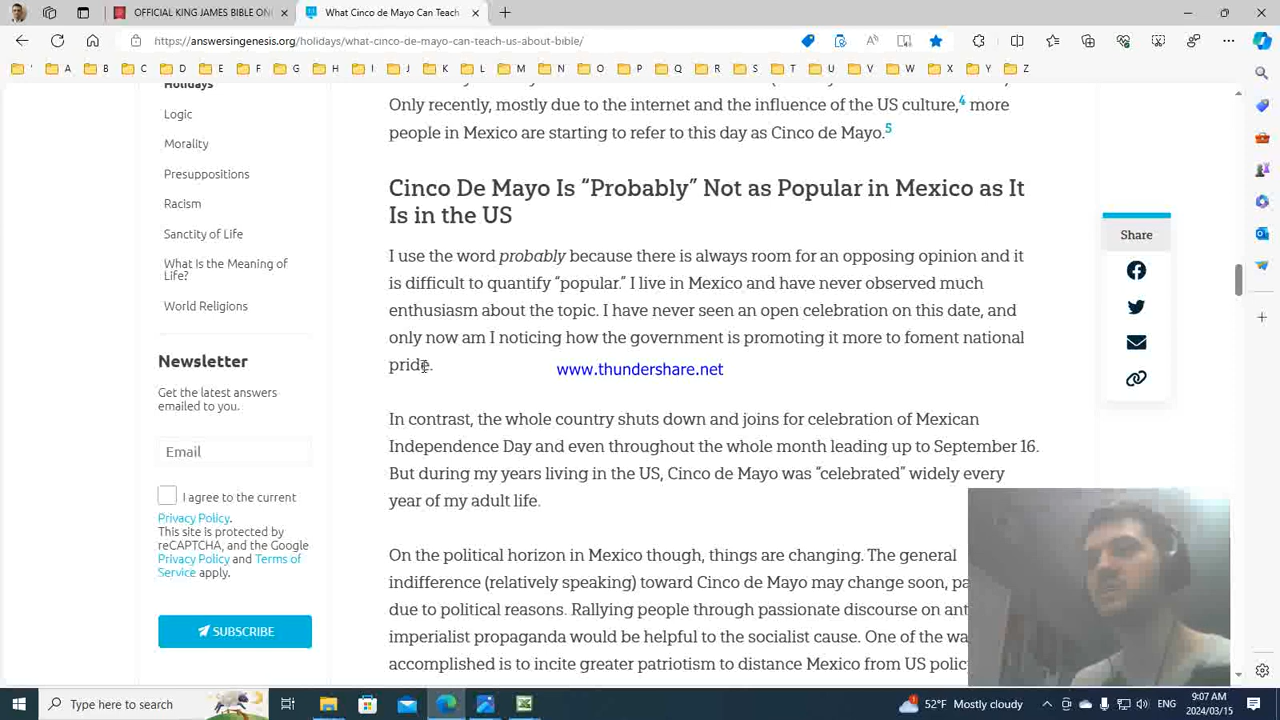 OFFICIAL KING JAMES BIBLE ON
What Cinco de Mayo Can Teach
https://answersingenesis.org/holidays/what-cinco-de-mayo-can-teach-us-about-bible/
A B C D E F G H I J K L M N O P Q R S T U V W X Y Z
Holidays
Logic
Morality
Presuppositions
Racism
Sanctity of Life
What Is the Meaning of
Life?
World Religions
Newsletter
Get the latest answers
emailed to you.
Email
I agree to the current
Privacy Policy.
This site is protected by
reCAPTCHA, and the Google
Privacy Policy and Terms of
Service apply.
SUBSCRIBE
Only recently, mostly due to the internet and the influence of the US culture,4 more
people in Mexico are starting to refer to this day as Cinco de Mayo.5
Cinco De Mayo Is “Probably” Not as Popular in Mexico as It
Is in the US
I use the word probably because there is always room for an opposing opinion and it
is difficult to quantify “popular.” I live in Mexico and have never observed much
enthusiasm about the topic. I have never seen an open celebration on this date, and
only now am I noticing how the government is promoting it more to foment national
pride.
www.thundershare.net
In contrast, the whole country shuts down and joins for celebration of Mexican
Independence Day and even throughout the whole month leading up to September 16.
But during my years living in the US, Cinco de Mayo was “celebrated” widely every
year of my adult life.
On the political horizon in Mexico though, things are changing. The general
indifference (relatively speaking) toward Cinco de Mayo may change soon, pa
due to political reasons. Rallying people through passionate discourse on ant
imperialist propaganda would be helpful to the socialist cause. One of the wa
accomplished is to incite greater patriotism to distance Mexico from US polic
Share
Type here to search
52°F Mostly cloudy
ENG
9:07 AM
2024/03/15